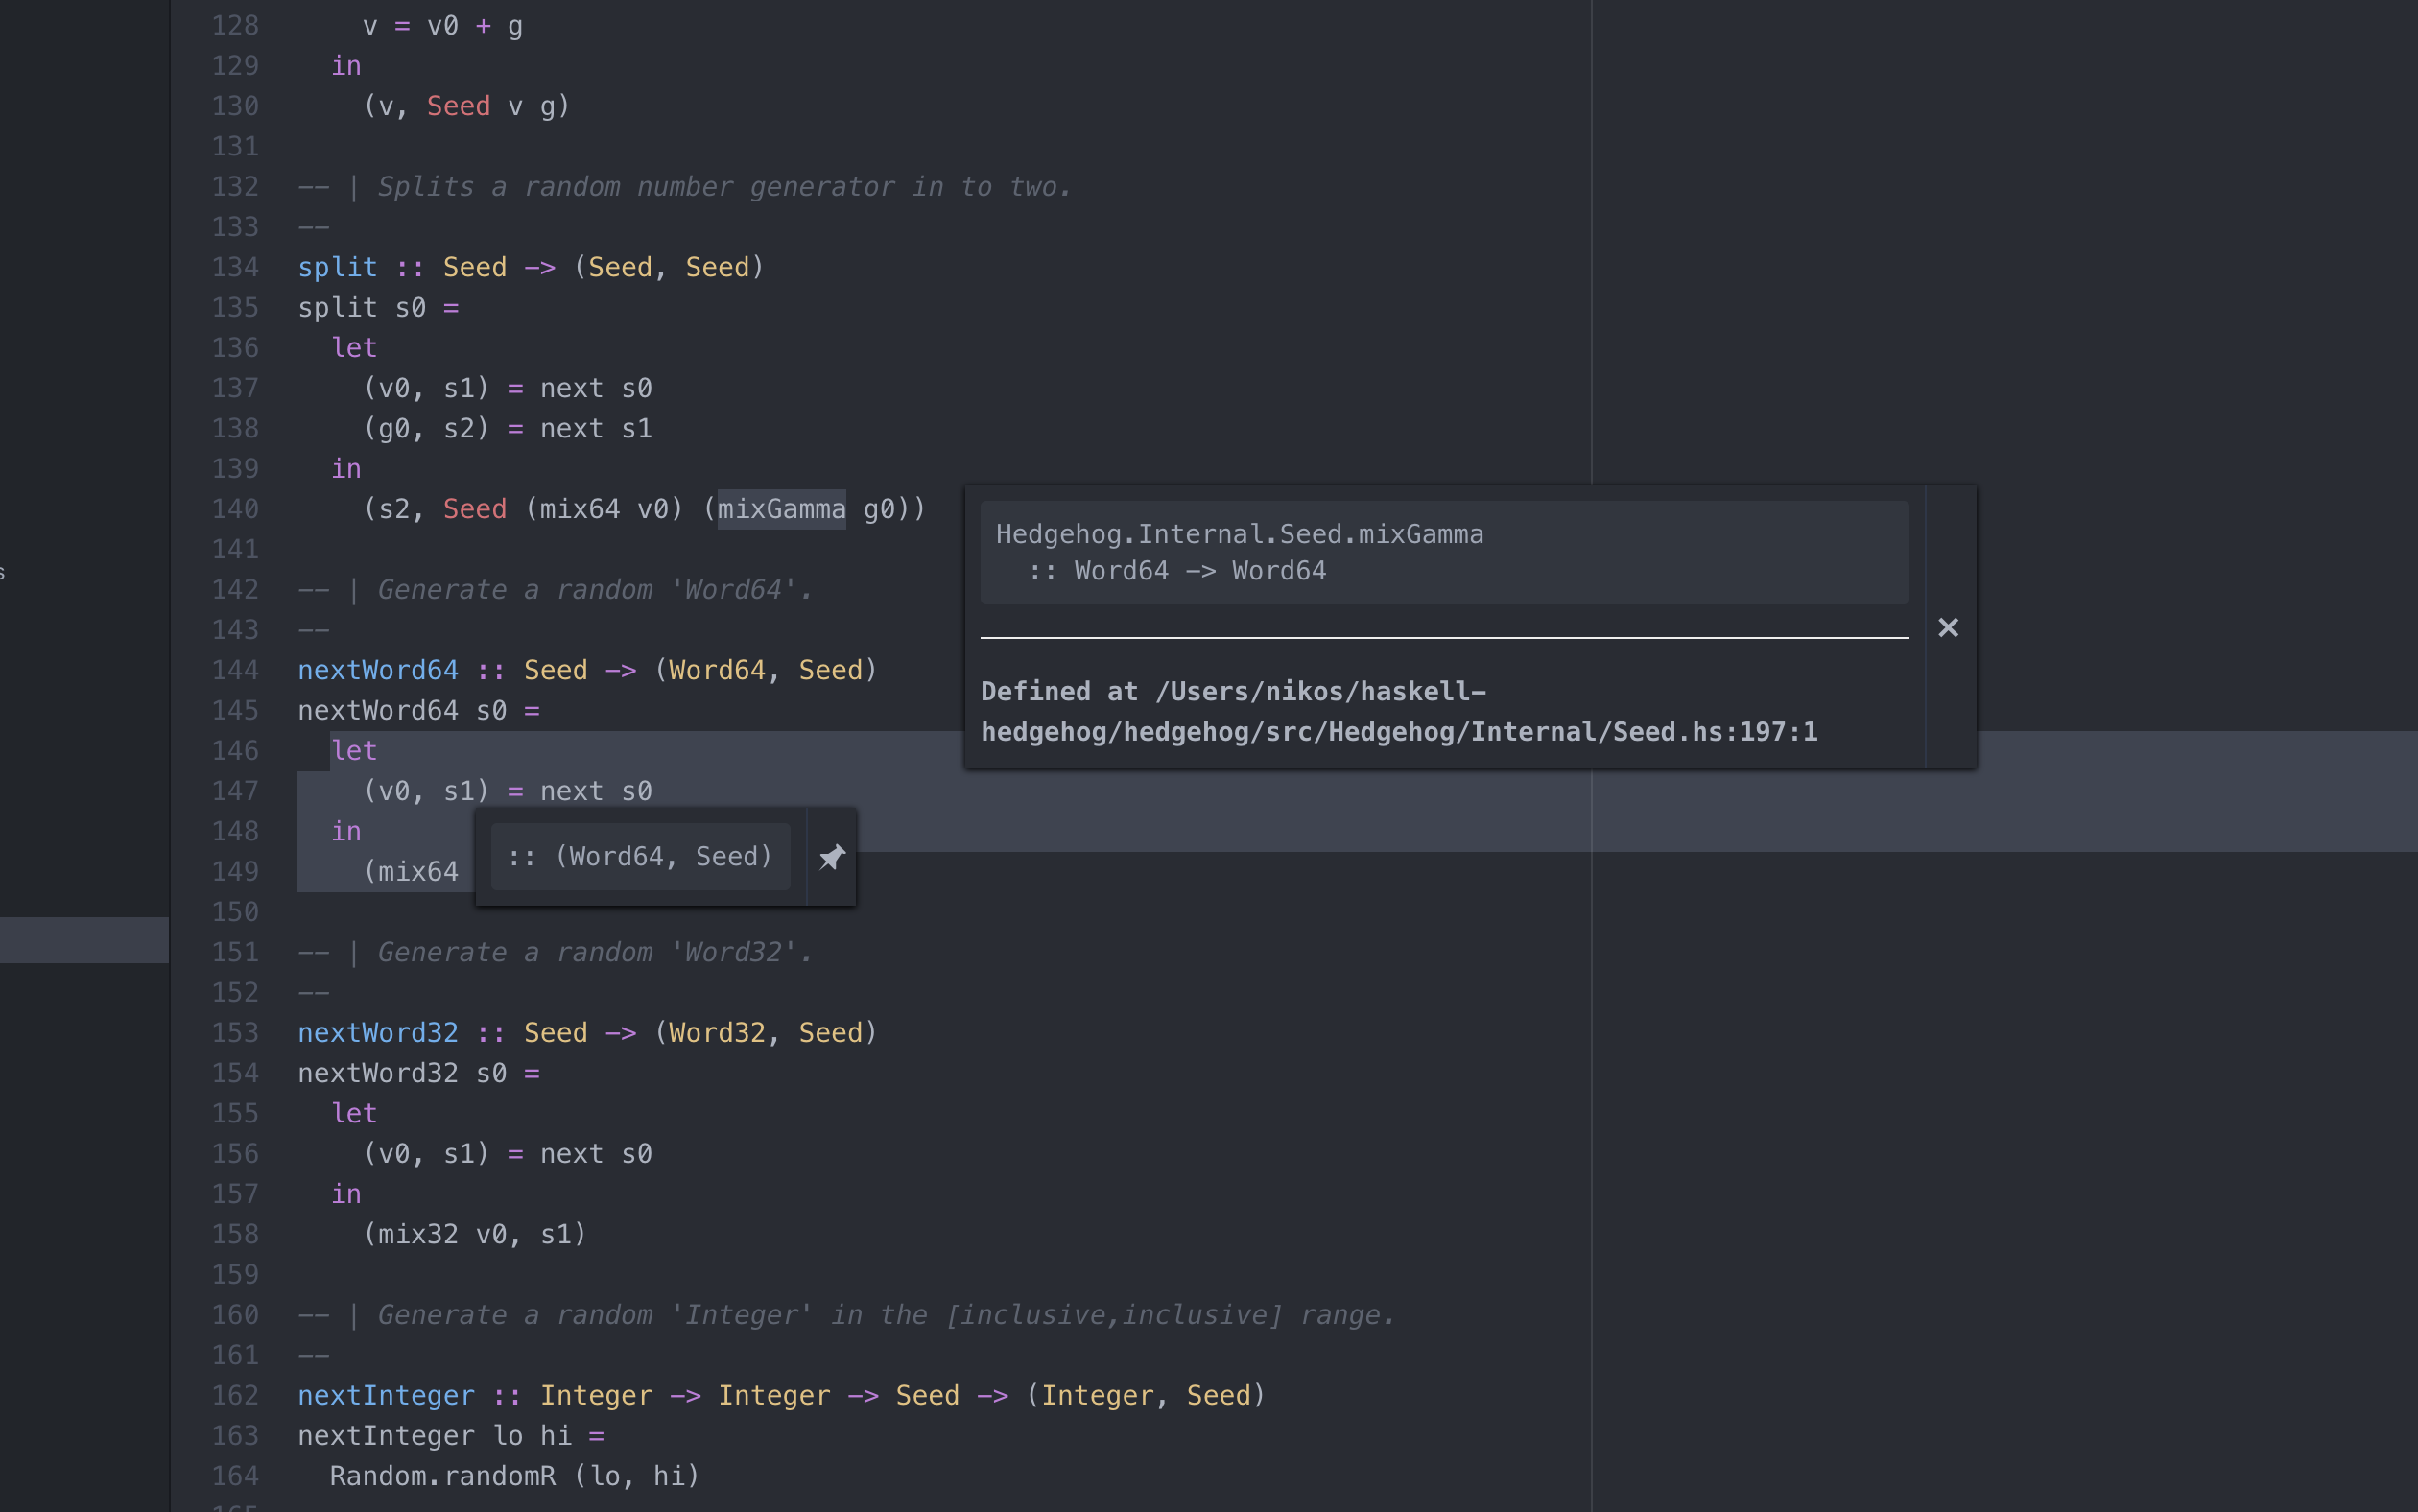 128       v = v0 + g
129     in
130       (v, Seed v g)
131
132   -- | Splits a random number generator in to two.
133   --
134   split :: Seed -> (Seed, Seed)
135   split s0 =
136     let
137       (v0, s1) = next s0
138       (g0, s2) = next s1
139     in
140       (s2, Seed (mix64 v0) (mixGamma g0))
Hedgehog.Internal.Seed.mixGamma
  :: Word64 -> Word64
Defined at /Users/nikos/haskell-
hedgehog/hedgehog/src/Hedgehog/Internal/Seed.hs:197:1
141
s
142   -- | Generate a random 'Word64'.
143   --
144   nextWord64 :: Seed -> (Word64, Seed)
145   nextWord64 s0 =
146     let
147       (v0, s1) = next s0
148     in
:: (Word64, Seed)
149       (mix64
150
151   -- | Generate a random 'Word32'.
152   --
153   nextWord32 :: Seed -> (Word32, Seed)
154   nextWord32 s0 =
155     let
156       (v0, s1) = next s0
157     in
158       (mix32 v0, s1)
159
160   -- | Generate a random 'Integer' in the [inclusive,inclusive] range.
161   --
162   nextInteger :: Integer -> Integer -> Seed -> (Integer, Seed)
163   nextInteger lo hi =
164     Random.randomR (lo, hi)